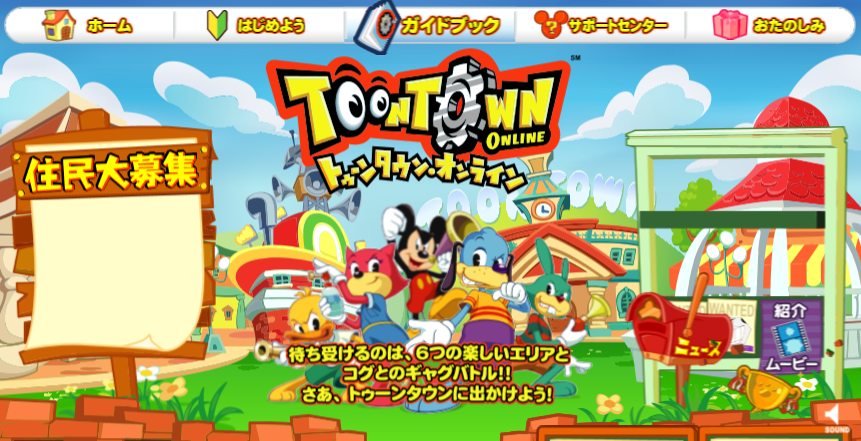 ホーム
はじめよう
ガイドブック
?
サポートセンター
おたのしみ
TOONTOWN
SM
ONLINE
トゥーンタウン・オンライン
住民大募集
TOONTOWN
WANTED
紹介
ムービー
ニュース
待ち受けるのは、6つの楽しいエリアと
コグとのギャグバトル!!
さあ、トゥーンタウンに出かけよう!
SOUND